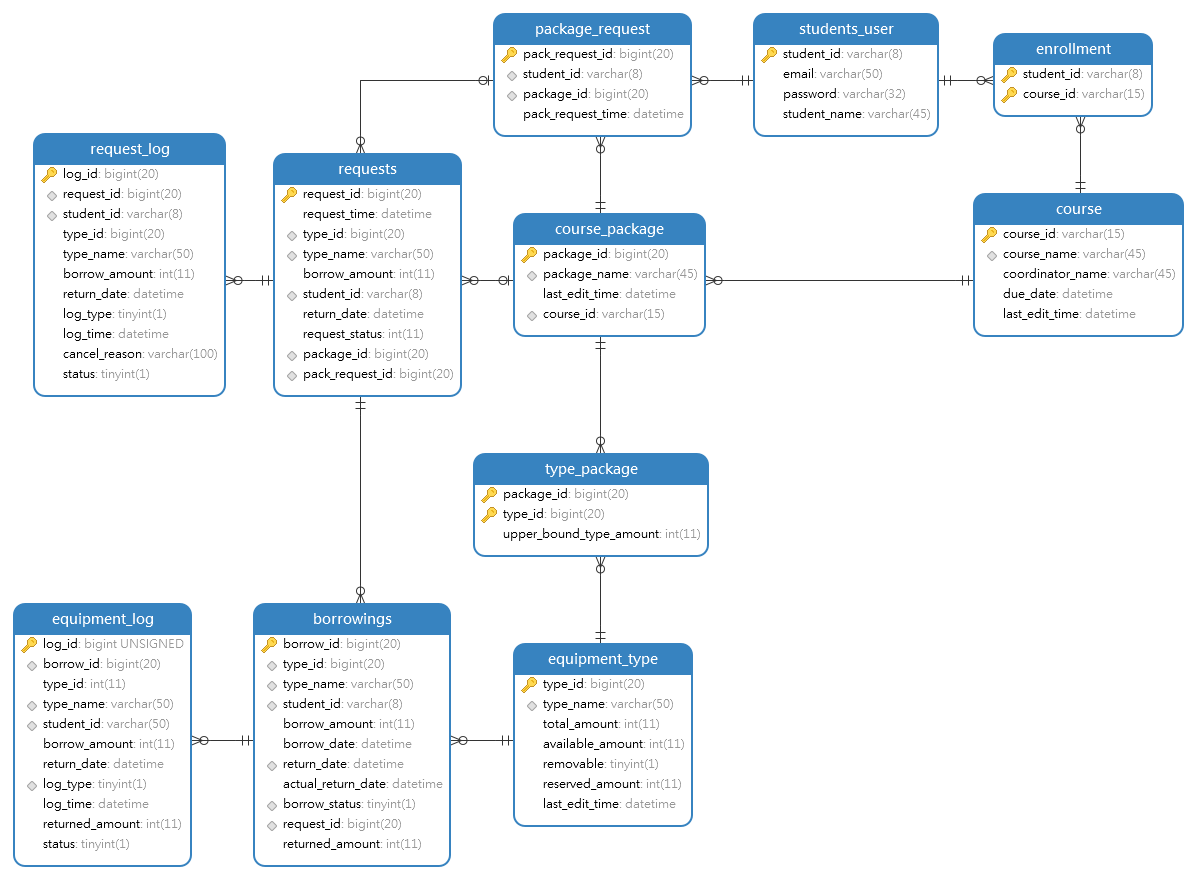 package_request
pack_request_id: bigint(20)
student_id: varchar(8)
package_id: bigint(20)
pack_request_time: datetime
students_user
student_id: varchar(8)
email: varchar(50)
password: varchar(32)
student_name: varchar(45)
enrollment
student_id: varchar(8)
course_id: varchar(15)
request_log
log_id: bigint(20)
request_id: bigint(20)
student_id: varchar(8)
type_id: bigint(20)
type_name: varchar(50)
borrow_amount: int(11)
return_date: datetime
log_type: tinyint(1)
log_time: datetime
cancel_reason: varchar(100)
status: tinyint(1)
requests
request_id: bigint(20)
request_time: datetime
type_id: bigint(20)
type_name: varchar(50)
borrow_amount: int(11)
student_id: varchar(8)
return_date: datetime
request_status: int(11)
package_id: bigint(20)
pack_request_id: bigint(20)
course_package
package_id: bigint(20)
package_name: varchar(45)
last_edit_time: datetime
course_id: varchar(15)
course
course_id: varchar(15)
course_name: varchar(45)
coordinator_name: varchar(45)
due_date: datetime
last_edit_time: datetime
type_package
package_id: bigint(20)
type_id: bigint(20)
upper_bound_type_amount: int(11)
equipment_log
log_id: bigint UNSIGNED
borrow_id: bigint(20)
type_id: int(11)
type_name: varchar(50)
student_id: varchar(50)
borrow_amount: int(11)
return_date: datetime
log_type: tinyint(1)
log_time: datetime
returned_amount: int(11)
status: tinyint(1)
borrowings
borrow_id: bigint(20)
type_id: bigint(20)
type_name: varchar(50)
student_id: varchar(8)
borrow_amount: int(11)
borrow_date: datetime
return_date: datetime
actual_return_date: datetime
borrow_status: tinyint(1)
request_id: bigint(20)
returned_amount: int(11)
equipment_type
type_id: bigint(20)
type_name: varchar(50)
total_amount: int(11)
available_amount: int(11)
removable: tinyint(1)
reserved_amount: int(11)
last_edit_time: datetime